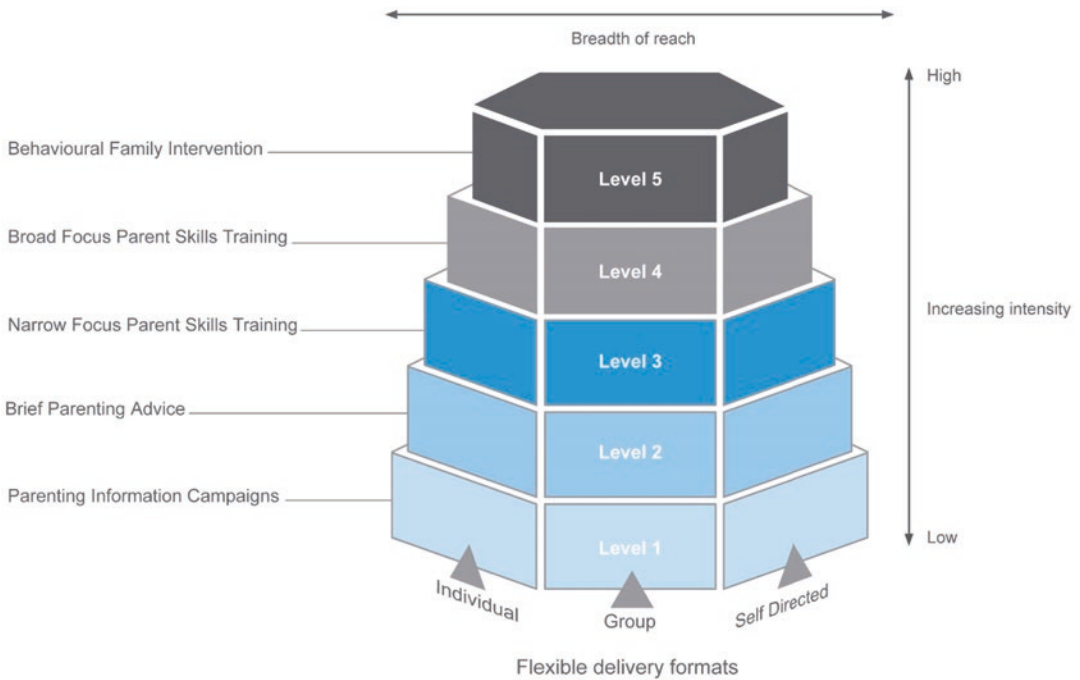 Breadth of reach
High
Behavioural Family Intervention
Level 5
Broad Focus Parent Skills Training
Level 4
Increasing intensity
Narrow Focus Parent Skills Training
Level 3
Brief Parenting Advice
Level 2
Parenting Information Campaigns
Level 1
Low
Individual
Group
Self Directed
Flexible delivery formats